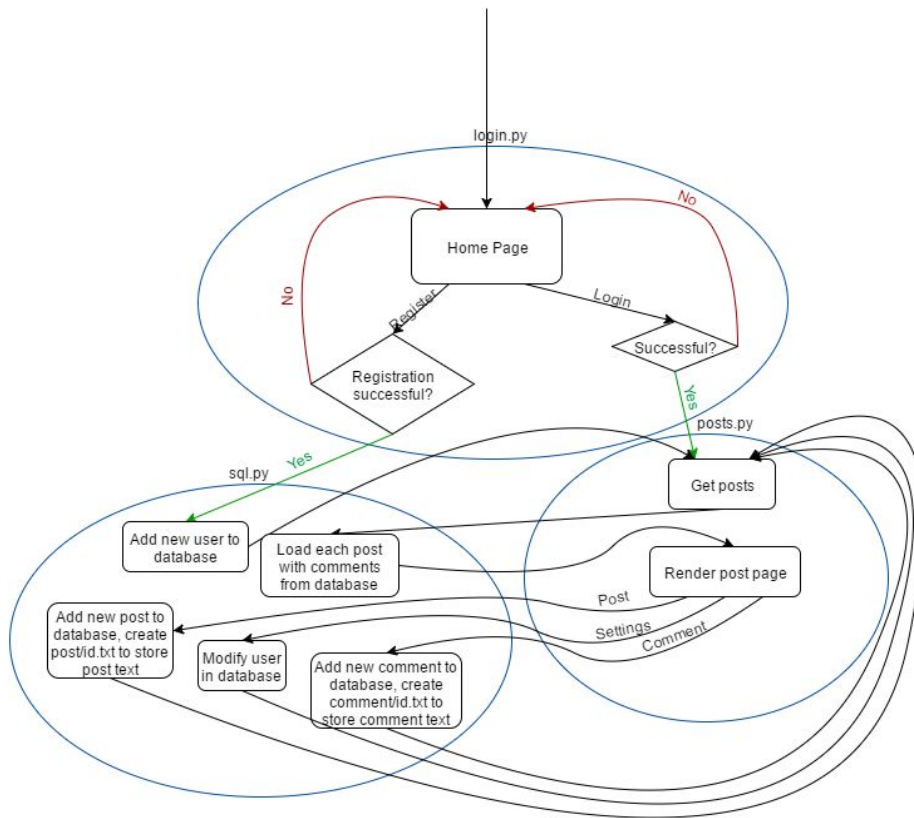 login.py
No
No
Home Page
Register
Login
Successful?
Registration
successful?
Yes
posts.py
Yes
sql.py
Get posts
Add new user to
database
Load each post
with comments
from database
Render post page
Post
Add new post to
database, create
post/id.txt to store
post text
Settings
Comment
Modify user
in database
Add new comment to
database, create
comment/id.txt to
store comment text